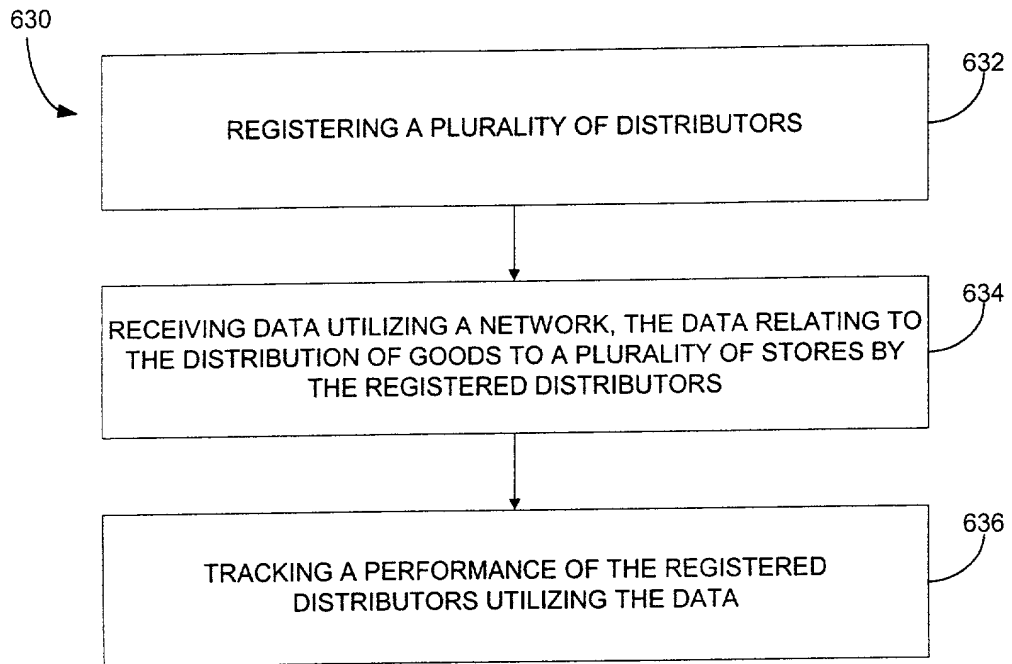 630
632
REGISTERING A PLURALITY OF DISTRIBUTORS
634
RECEIVING DATA UTILIZING A NETWORK, THE DATA RELATING TO
THE DISTRIBUTION OF GOODS TO A PLURALITY OF STORES BY
THE REGISTERED DISTRIBUTORS
636
TRACKING A PERFORMANCE OF THE REGISTERED
DISTRIBUTORS UTILIZING THE DATA